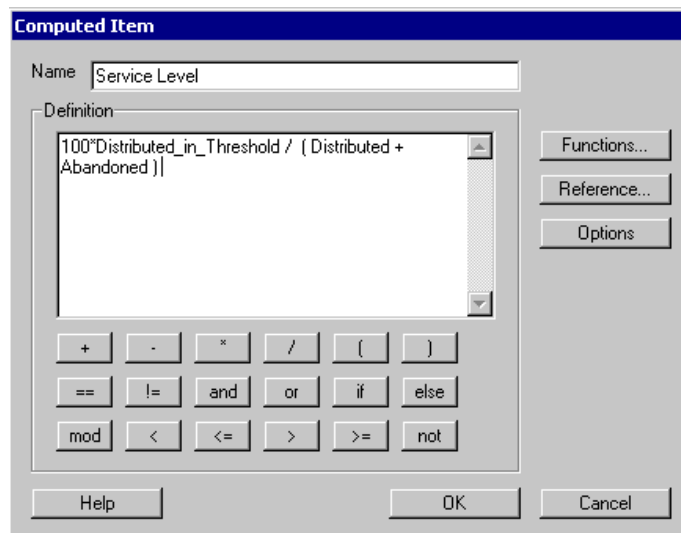 Computed Item
Name Service Level
Definition
100*Distributed_in_Threshold / ( Distributed +
Abandoned )
Functions...
Reference...
Options
+ - * / ( )
== != and or if else
mod < <= > >= not
Help OK Cancel